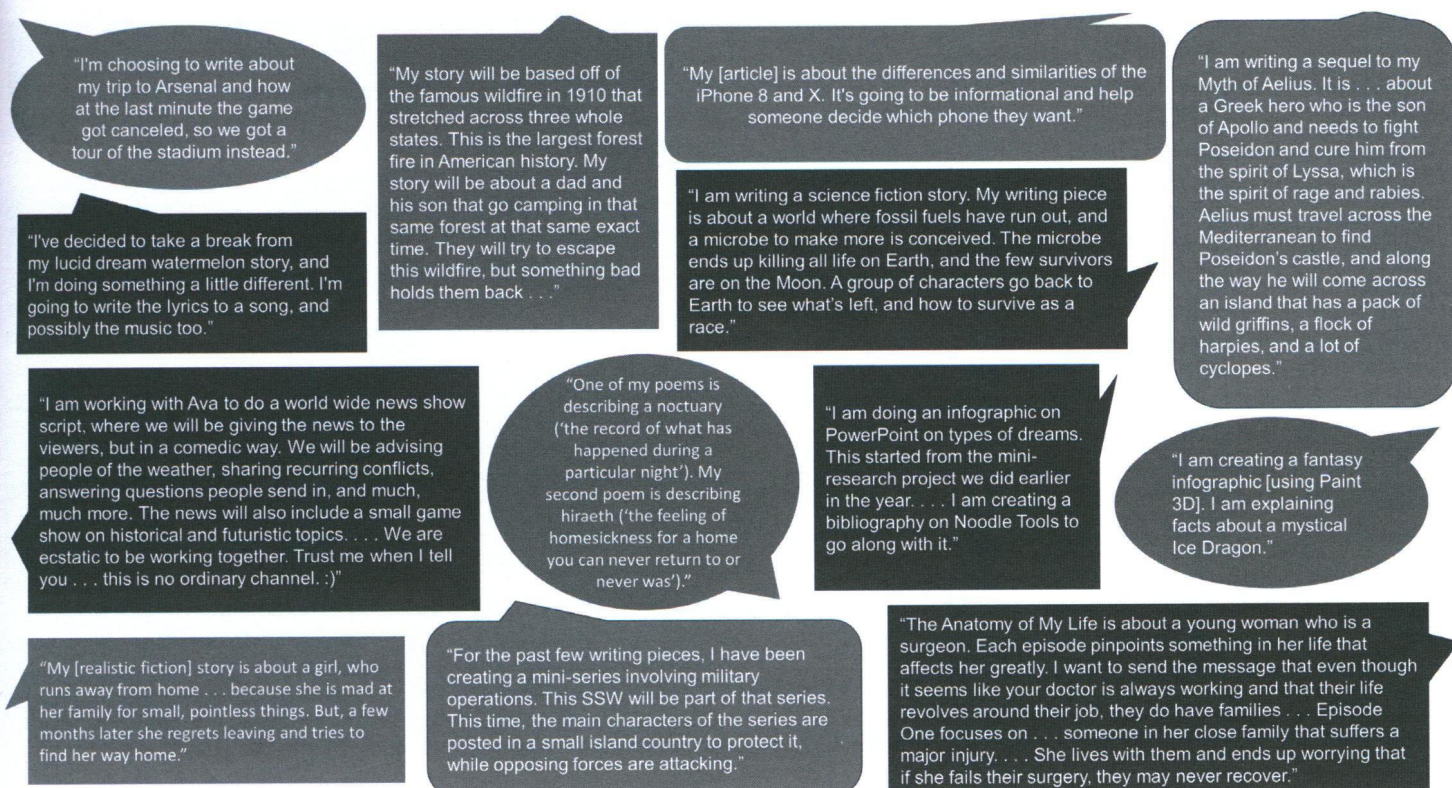 “I'm choosing to write about
my trip to Arsenal and how
at the last minute the game
got canceled, so we got a
tour of the stadium instead.”
“My story will be based off of
the famous wildfire in 1910 that
stretched across three whole
states. This is the largest forest
fire in American history. My
story will be about a dad and
his son that go camping in that
same forest at that same exact
time. They will try to escape
this wildfire, but something bad
holds them back . . .”
“My [article] is about the differences and similarities of the
iPhone 8 and X. It's going to be informational and help
someone decide which phone they want.”
“I am writing a sequel to my
Myth of Aelius. It is . . . about
a Greek hero who is the son
of Apollo and needs to fight
Poseidon and cure him from
the spirit of Lyssa, which is
the spirit of rage and rabies.
Aelius must travel across the
Mediterranean to find
Poseidon's castle, and along
the way he will come across
an island that has a pack of
wild griffins, a flock of
harpies, and a lot of
cyclopes.”
“I've decided to take a break from
my lucid dream watermelon story, and
I'm doing something a little different. I'm
going to write the lyrics to a song, and
possibly the music too.”
“I am writing a science fiction story. My writing piece
is about a world where fossil fuels have run out, and
a microbe to make more is conceived. The microbe
ends up killing all life on Earth, and the few survivors
are on the Moon. A group of characters go back to
Earth to see what's left, and how to survive as a
race.”
“I am working with Ava to do a world wide news show
script, where we will be giving the news to the
viewers, but in a comedic way. We will be advising
people of the weather, sharing recurring conflicts,
answering questions people send in, and much,
much more. The news will also include a small game
show on historical and futuristic topics. . . . We are
ecstatic to be working together. Trust me when I tell
you . . . this is no ordinary channel. :)”
“One of my poems is
describing a noctuary
(‘the record of what has
happened during a
particular night’). My
second poem is describing
hiraeth (‘the feeling of
homesickness for a home
you can never return to or
never was’).”
“I am doing an infographic on
PowerPoint on types of dreams.
This started from the mini-
research project we did earlier
in the year. . . . I am creating a
bibliography on Noodle Tools to
go along with it.”
“I am creating a fantasy
infographic [using Paint
3D]. I am explaining
facts about a mystical
Ice Dragon.”
“My [realistic fiction] story is about a girl, who
runs away from home . . . because she is mad at
her family for small, pointless things. But, a few
months later she regrets leaving and tries to
find her way home.”
“For the past few writing pieces, I have been
creating a mini-series involving military
operations. This SSW will be part of that series.
This time, the main characters of the series are
posted in a small island country to protect it,
while opposing forces are attacking.”
“The Anatomy of My Life is about a young woman who is a
surgeon. Each episode pinpoints something in her life that
affects her greatly. I want to send the message that even though
it seems like your doctor is always working and that their life
revolves around their job, they do have families . . . Episode
One focuses on . . . someone in her close family that suffers a
major injury. . . . She lives with them and ends up worrying that
if she fails their surgery, they may never recover.”